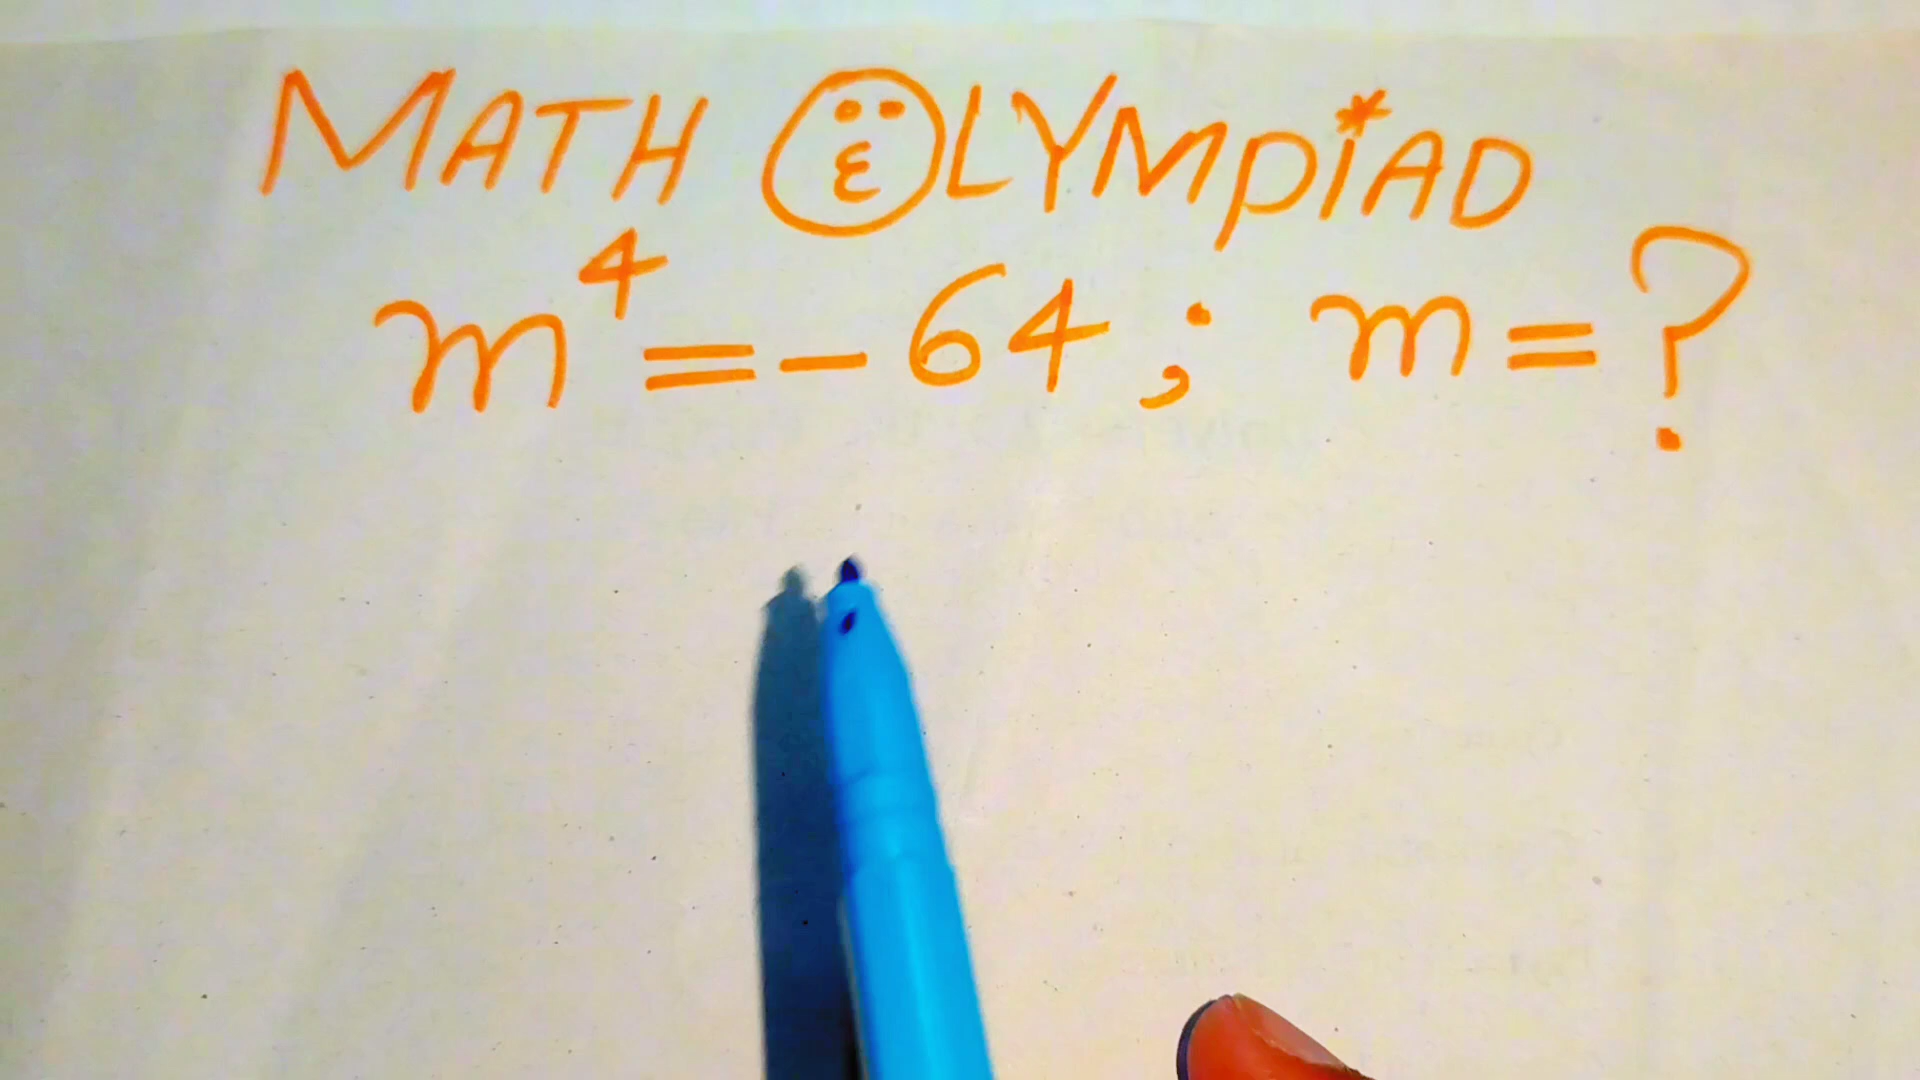 MATH OLYMPiAD
m⁴ = - 64 ; m = ?